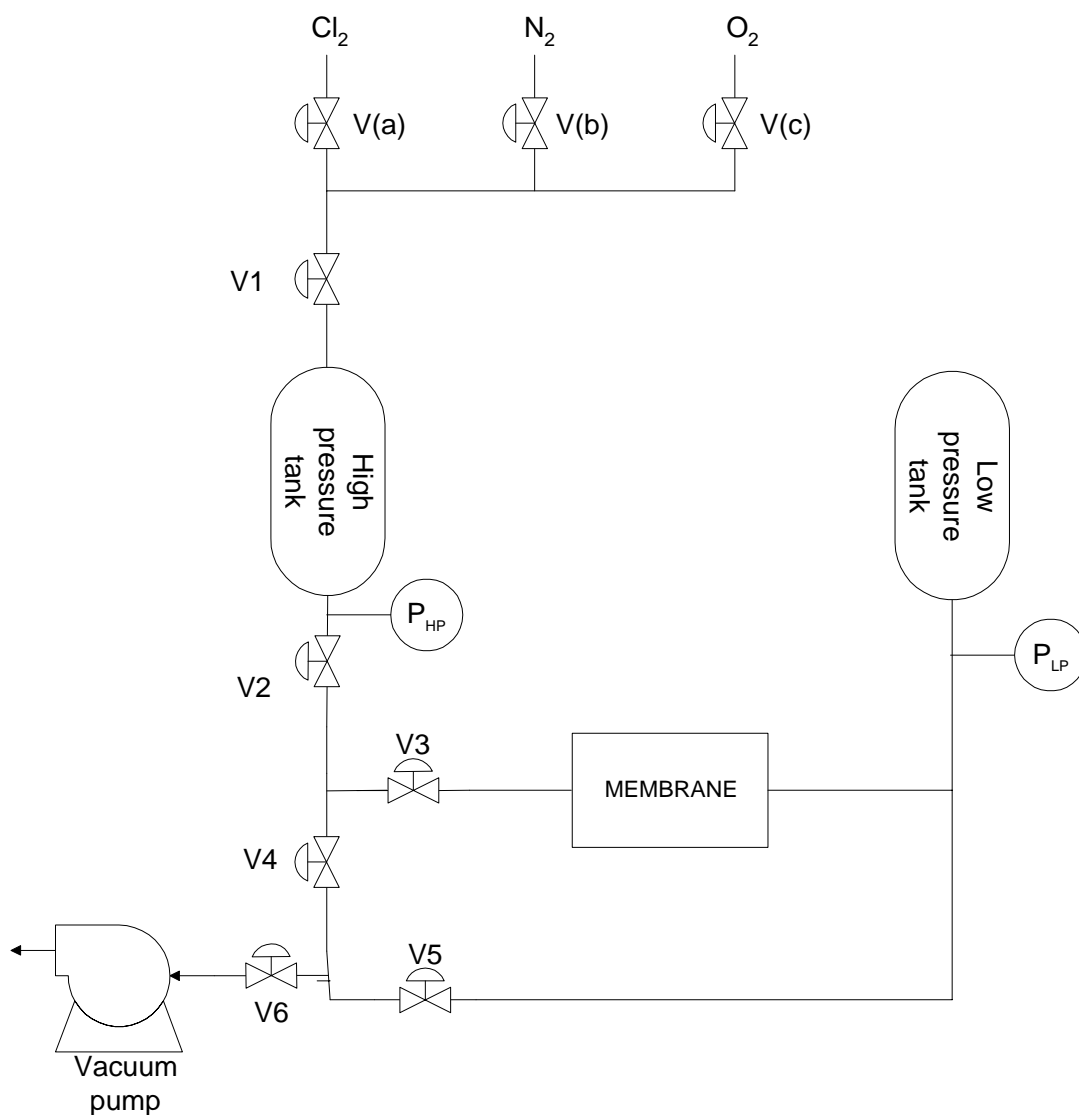 Cl2
N2
O2
V(a)
V(b)
V(c)
V1
High
pressure
tank
Low
pressure
tank
PHP
PLP
V2
V3
MEMBRANE
V4
V5
V6
Vacuum
pump